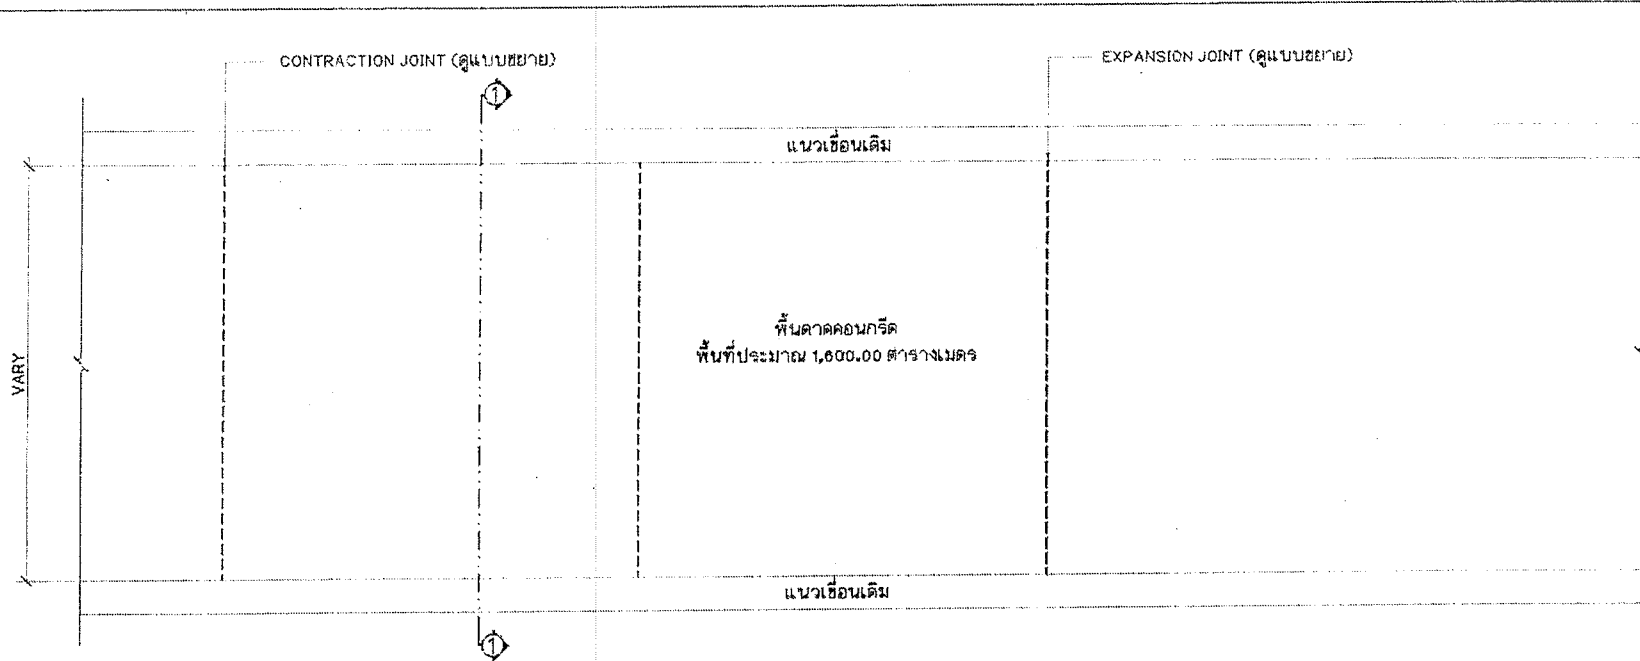 CONTRACTION JOINT (ดูแบบขยาย)
EXPANSION JOINT (ดูแบบขยาย)
1
แนวเขื่อนเดิม
VARY
พื้นดาดคอนกรีต
พื้นที่ประมาณ 1,600.00 ตารางเมตร
แนวเขื่อนเดิม
1